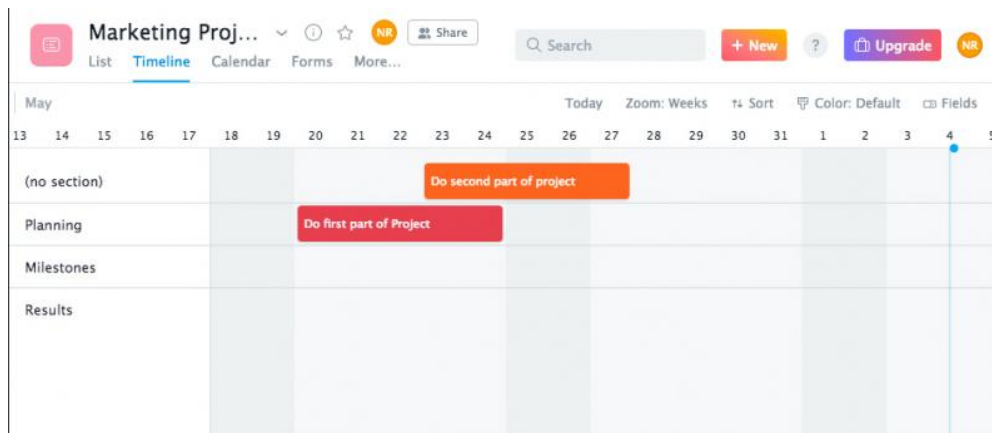 Marketing Proj... NR Share
Search + New ? Upgrade NR
List Timeline Calendar Forms More...
May Today Zoom: Weeks Sort Color: Default Fields
13 14 15 16 17 18 19 20 21 22 23 24 25 26 27 28 29 30 31 1 2 3 4 5
(no section) Do second part of project
Planning Do first part of Project
Milestones
Results